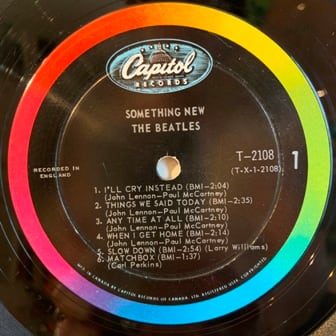 Capitol
RECORDS
SOMETHING NEW
THE BEATLES
T-2108
(T-X-1-2108)
1
RECORDED IN
ENGLAND
1. I'LL CRY INSTEAD (BMI-2:04)
(John Lennon-Paul McCartney)
2. THINGS WE SAID TODAY (BMI-2:35)
(John Lennon-Paul McCartney)
3. ANY TIME AT ALL (BMI-2:10)
(John Lennon-Paul McCartney)
4. WHEN I GET HOME (BMI-2:14)
(John Lennon-Paul McCartney)
5. SLOW DOWN (BMI-2:54) (Larry Williams)
6. MATCHBOX (BMI-1:37)
(Carl Perkins)
MFD. IN CANADA BY CAPITOL RECORDS OF CANADA, LTD. REGISTERED USER. COPYRIGHTED.